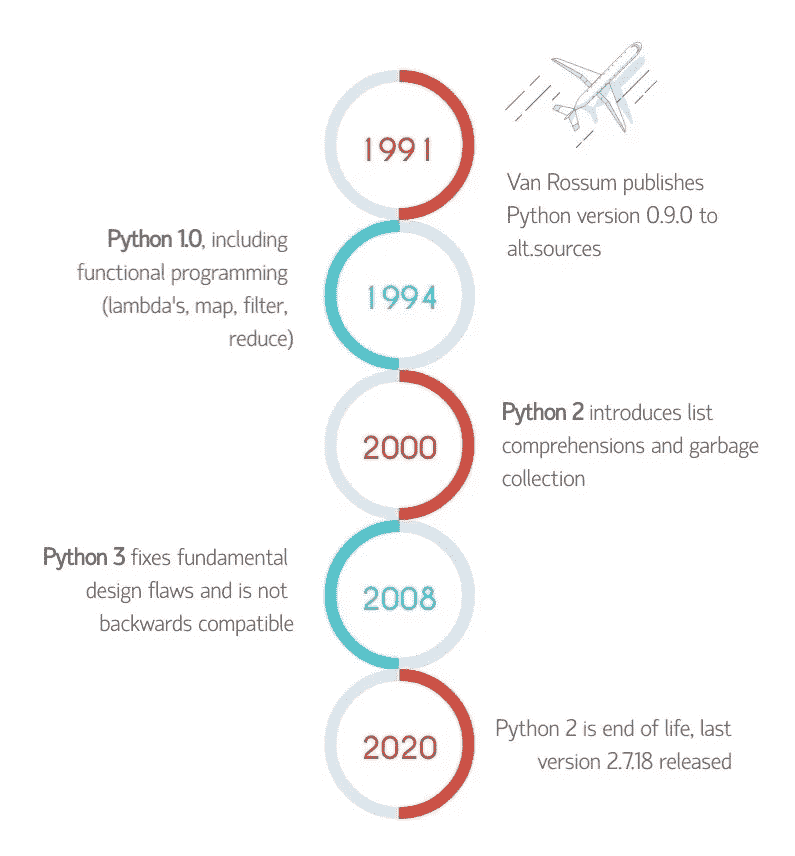 1991
Van Rossum publishes
Python version 0.9.0 to
alt.sources
Python 1.0, including
functional programming
(lambda's, map, filter,
reduce)
1994
2000
Python 2 introduces list
comprehensions and garbage
collection
Python 3 fixes fundamental
design flaws and is not
backwards compatible
2008
2020
Python 2 is end of life, last
version 2.7.18 released